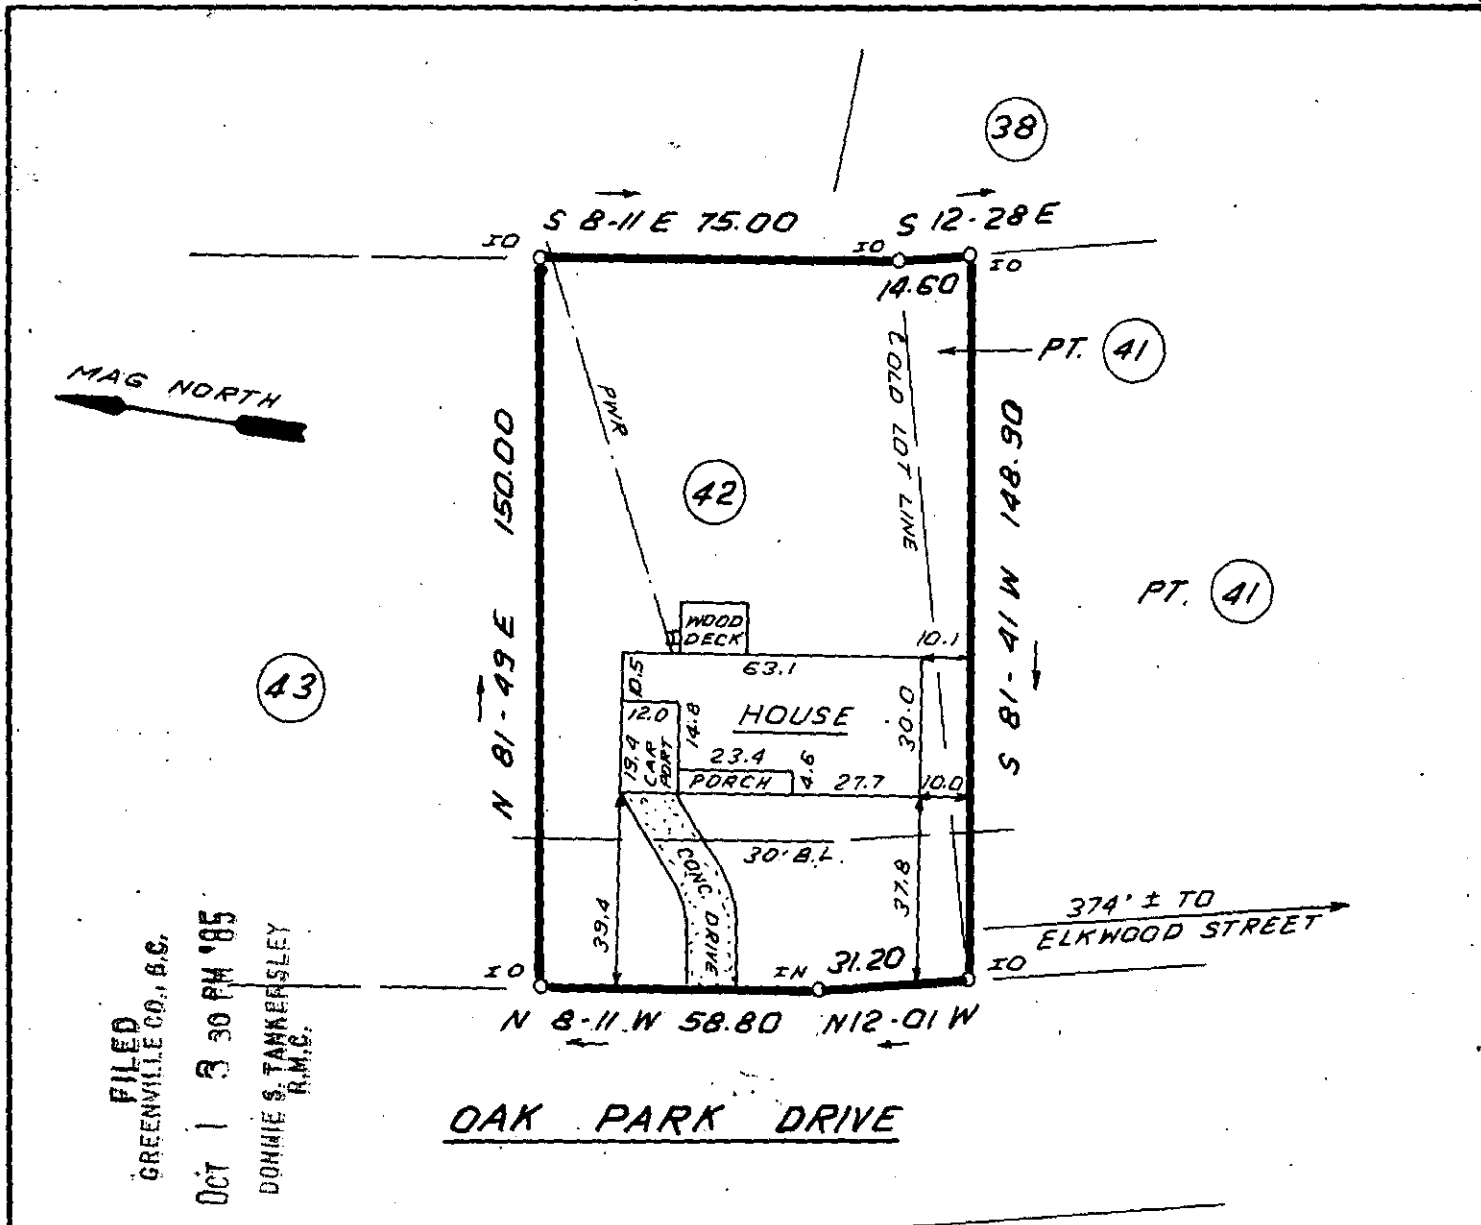 38
S 8-11 E 75.00
S 12-28 E
IO
IO
IO
14.60
PT. 41
MAG NORTH
PWR
OLD LOT LINE
N 81-49 E 150.00
S 81-41 W 148.90
42
PT. 41
43
WOOD
DECK
10.1
63.1
10.5
12.0
14.8
HOUSE
30.0
19.4
CAR
PORT
23.4
PORCH
4.6
27.7
10.0
30' B.L.
CONC. DRIVE
39.4
37.8
374' ± TO
ELKWOOD STREET
IO
IN
31.20
IO
N 8-11 W 58.80
N12-01 W
OAK PARK DRIVE
FILED
GREENVILLE CO., S.C.
OCT 1 3 30 PM '85
DONNIE S. TANKERSLEY
R.M.C.